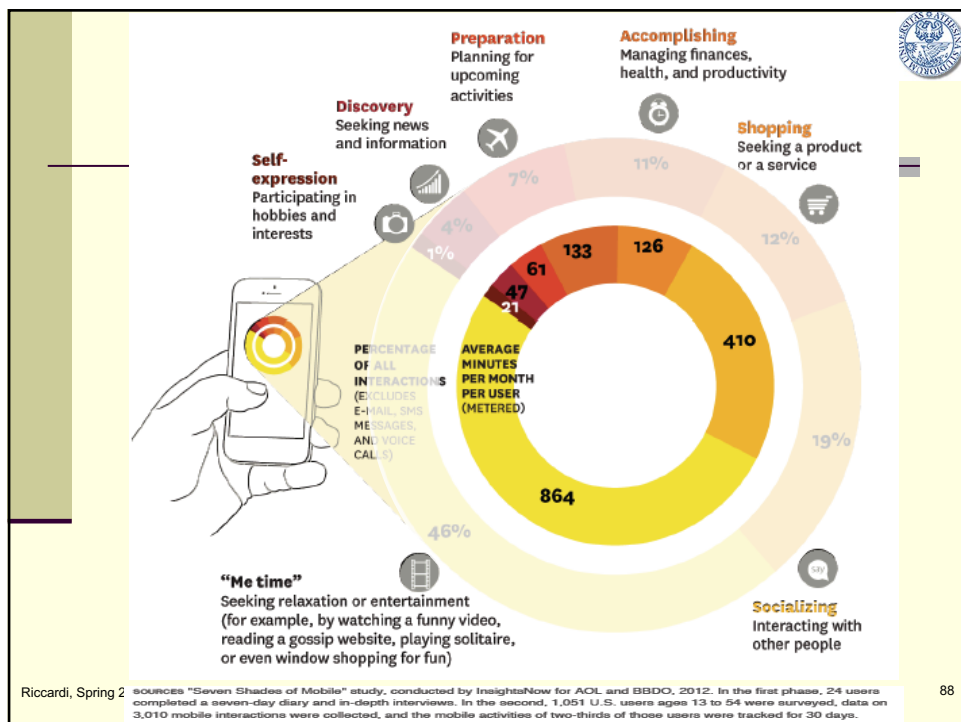 Preparation
Planning for
upcoming
activities
Accomplishing
Managing finances,
health, and productivity
Discovery
Seeking news
and information
Shopping
Seeking a product
or a service
Self-
expression
Participating in
hobbies and
interests
1%
4%
7%
11%
12%
19%
46%
21
47
61
133
126
410
864
PERCENTAGE
OF ALL
INTERACTIONS
(EXCLUDES
E-MAIL, SMS
MESSAGES,
AND VOICE
CALLS)
AVERAGE
MINUTES
PER MONTH
PER USER
(METERED)
"Me time"
Seeking relaxation or entertainment
(for example, by watching a funny video,
reading a gossip website, playing solitaire,
or even window shopping for fun)
say
Socializing
Interacting with
other people
Riccardi, Spring 2
SOURCES "Seven Shades of Mobile" study, conducted by InsightsNow for AOL and BBDO, 2012. In the first phase, 24 users
completed a seven-day diary and in-depth interviews. In the second, 1,051 U.S. users ages 13 to 54 were surveyed, data on
3,010 mobile interactions were collected, and the mobile activities of two-thirds of those users were tracked for 30 days.
88